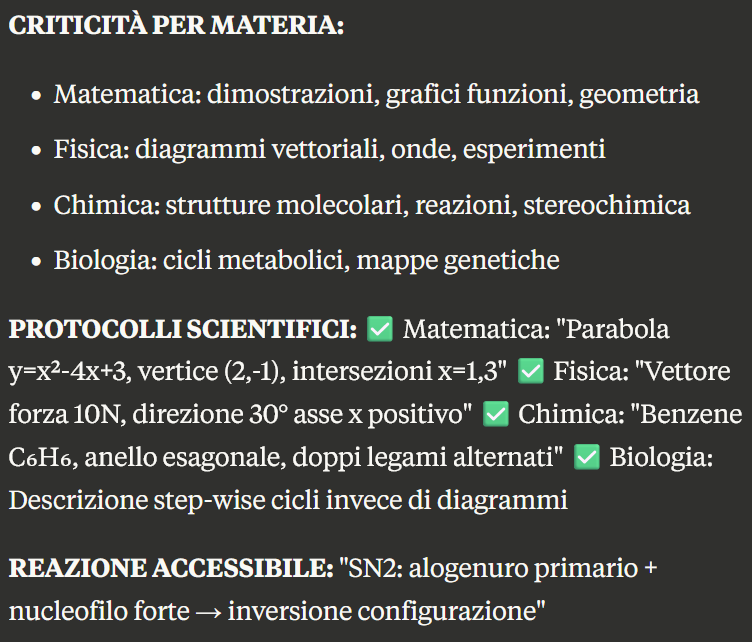 CRITICITÀ PER MATERIA:
• Matematica: dimostrazioni, grafici funzioni, geometria
• Fisica: diagrammi vettoriali, onde, esperimenti
• Chimica: strutture molecolari, reazioni, stereochimica
• Biologia: cicli metabolici, mappe genetiche
PROTOCOLLI SCIENTIFICI: ✅ Matematica: "Parabola
y=x²-4x+3, vertice (2,-1), intersezioni x=1,3" ✅ Fisica: "Vettore
forza 10N, direzione 30° asse x positivo" ✅ Chimica: "Benzene
C₆H₆, anello esagonale, doppi legami alternati" ✅ Biologia:
Descrizione step-wise cicli invece di diagrammi
REAZIONE ACCESSIBILE: "SN2: alogenuro primario +
nucleofilo forte → inversione configurazione"